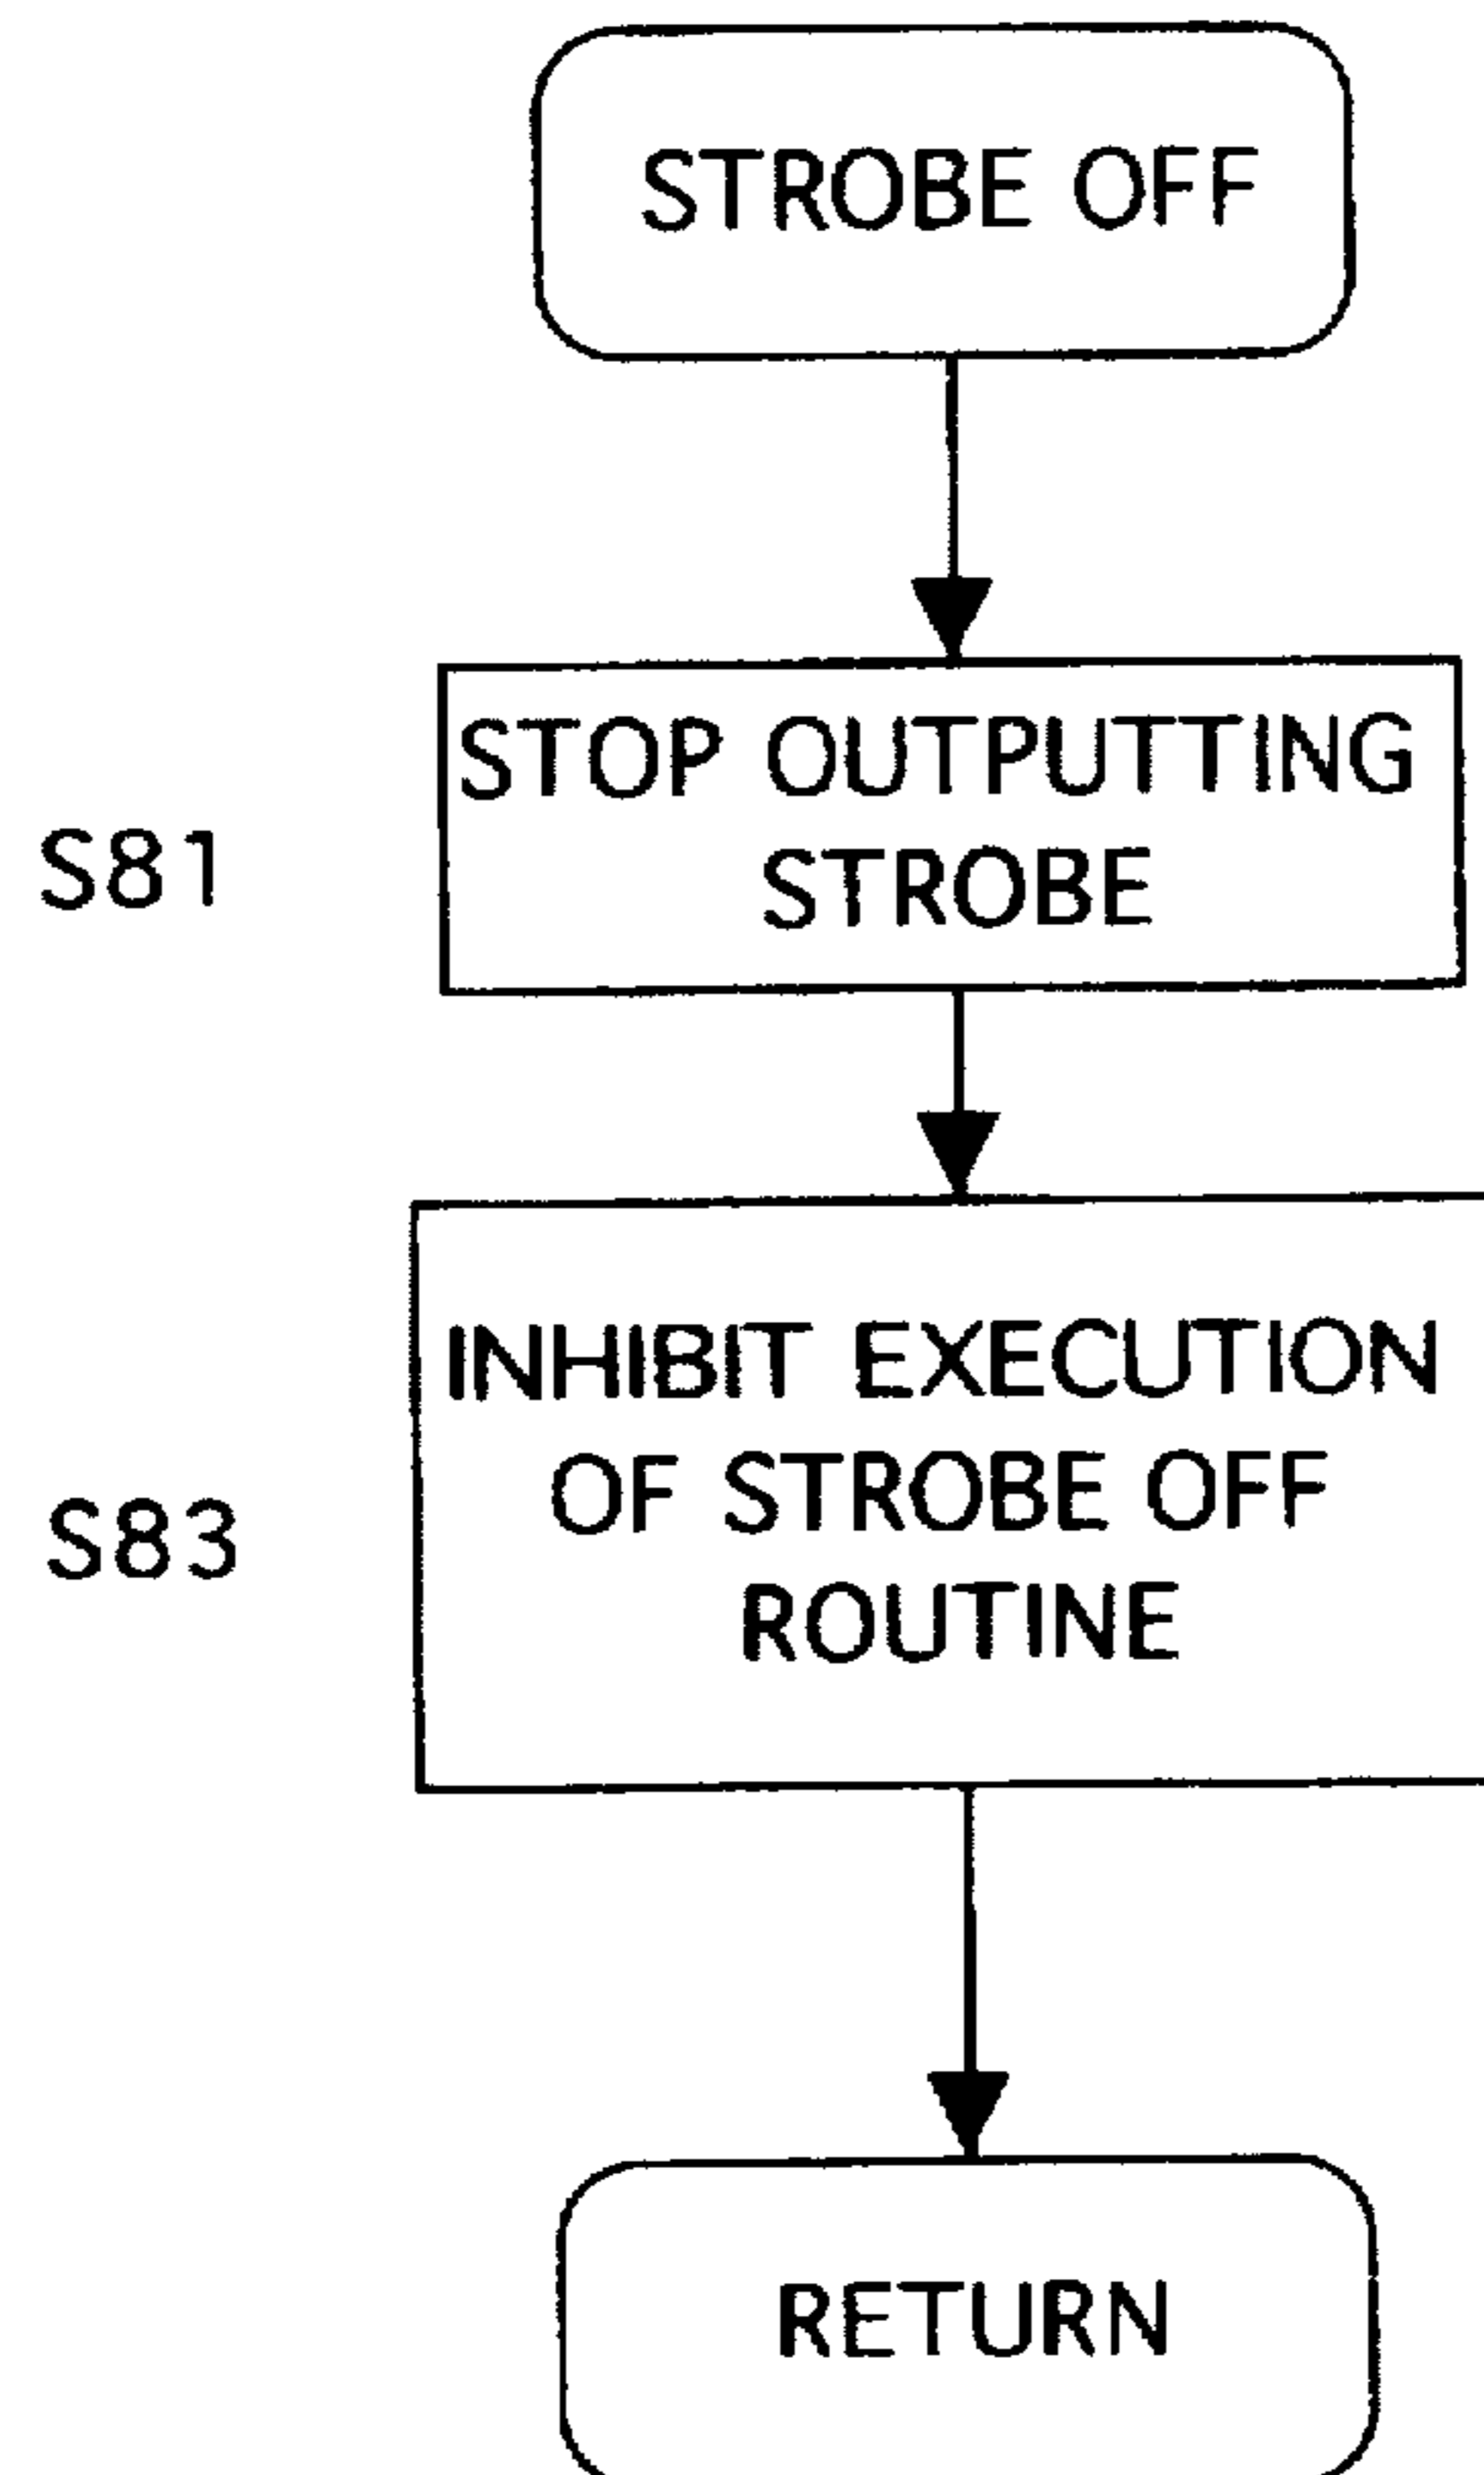 STROBE OFF
S81
STOP OUTPUTTING
STROBE
S83
INHIBIT EXECUTION
OF STROBE OFF
ROUTINE
RETURN